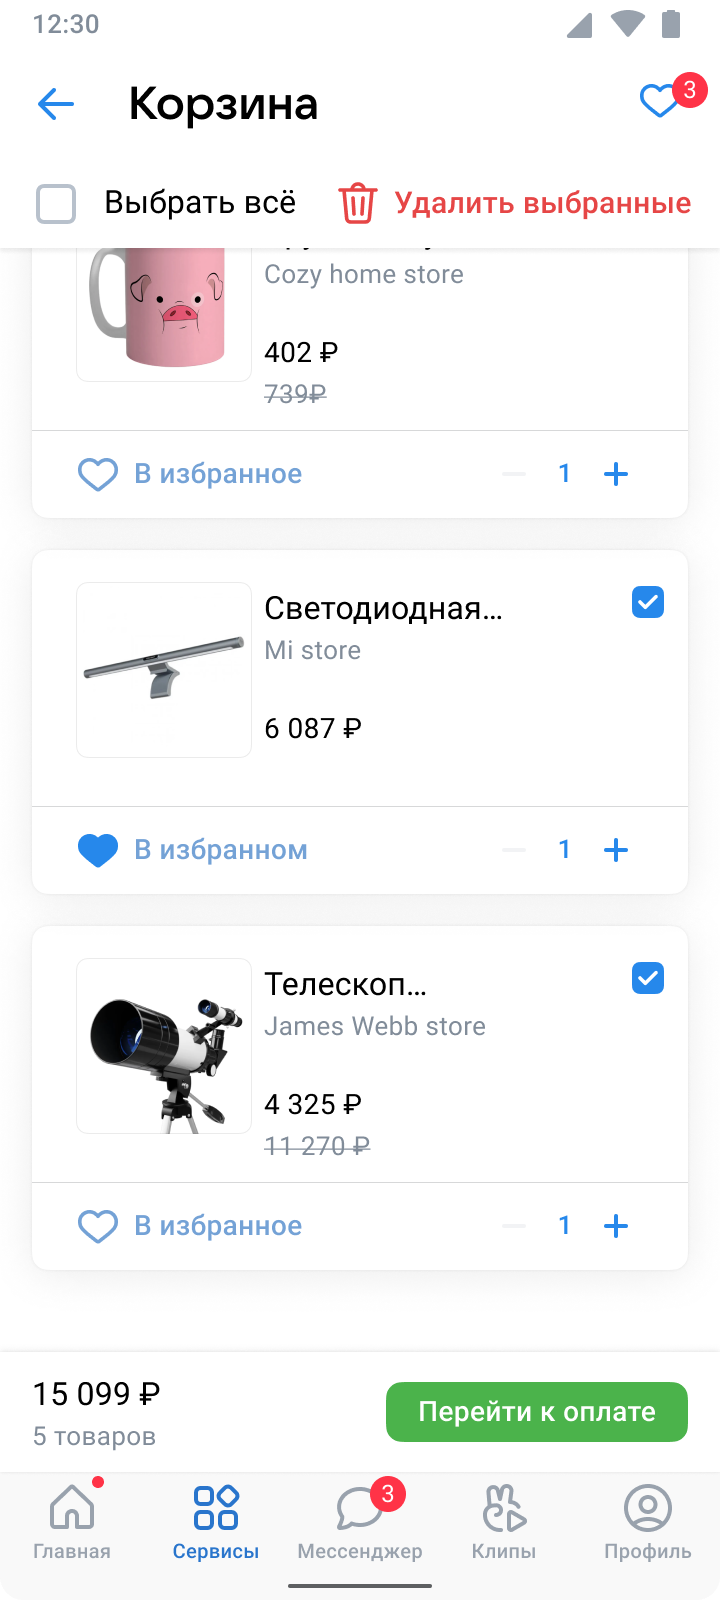 12:30
Корзина
3
Выбрать всё
Удалить выбранные
Cozy home store
402 ₽
739₽
В избранное
1
Светодиодная...
Mi store
6 087 ₽
В избранном
1
Телескоп...
James Webb store
4 325 ₽
11 270 ₽
В избранное
1
15 099 ₽
5 товаров
Перейти к оплате
3
Главная
Сервисы
Мессенджер
Клипы
Профиль